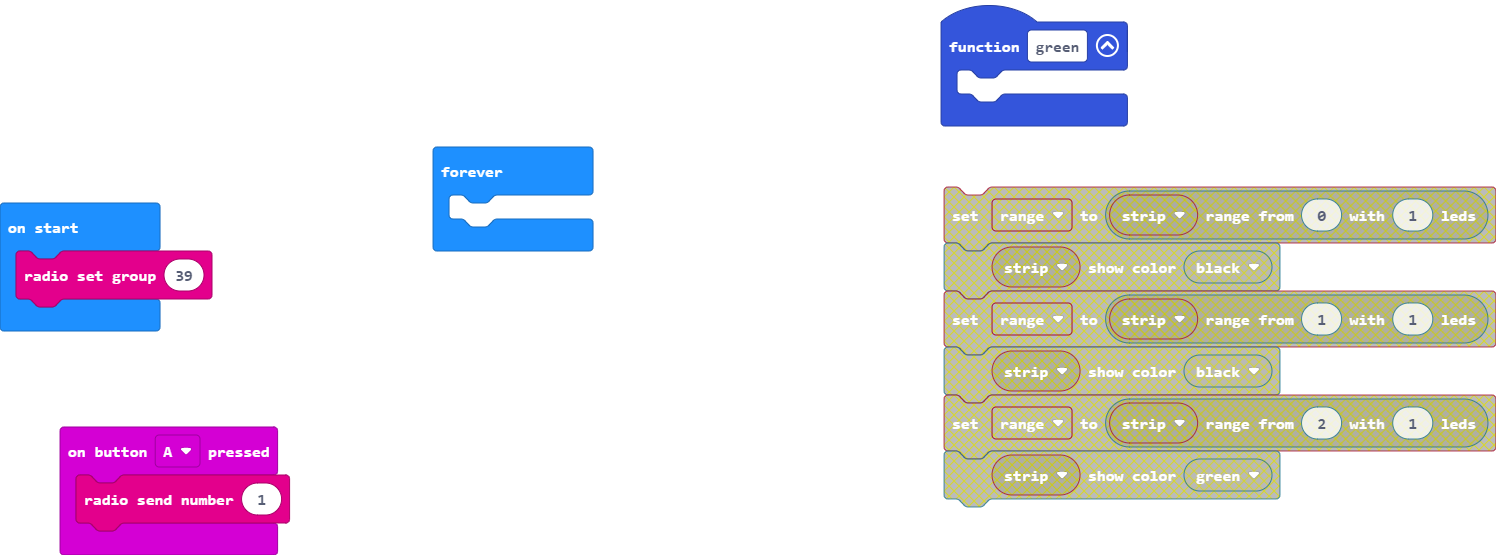 function green
forever
on start
radio set group 39
on button A pressed
radio send number 1
set range to strip range from 0 with 1 leds
strip show color black
set range to strip range from 1 with 1 leds
strip show color black
set range to strip range from 2 with 1 leds
strip show color green